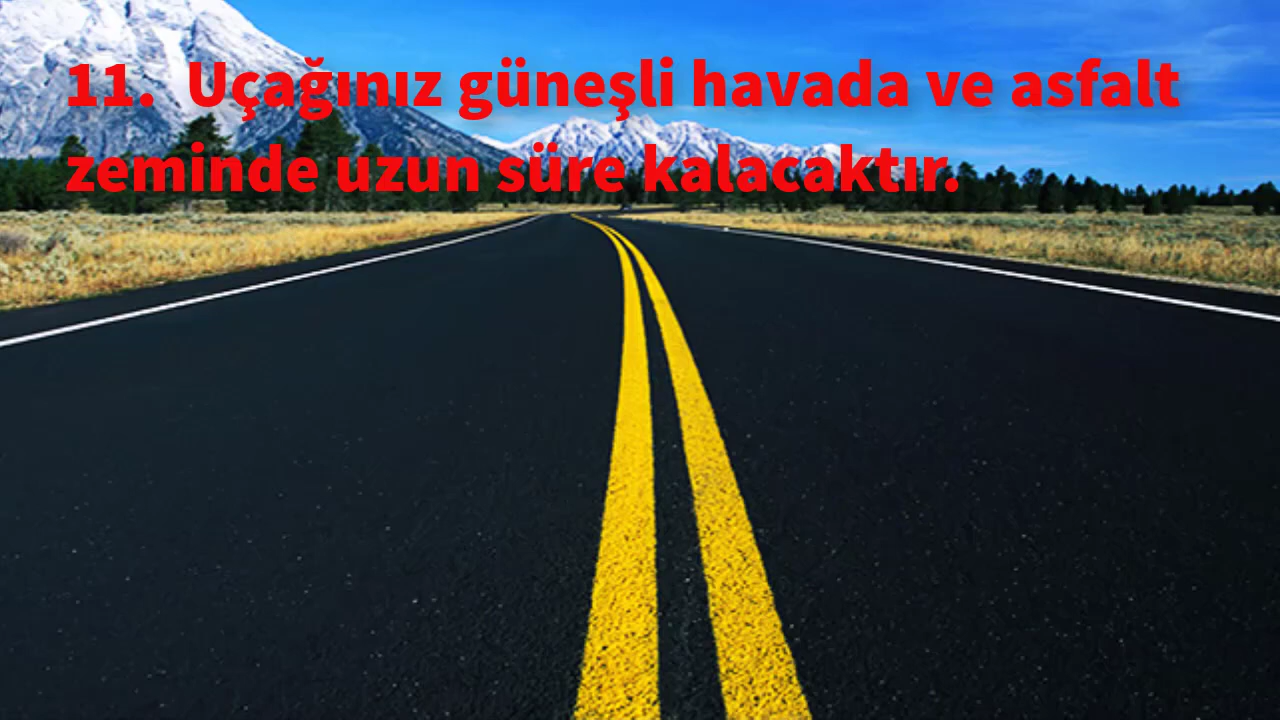 11. Uçağınız güneşli havada ve asfalt
zeminde uzun süre kalacaktır.